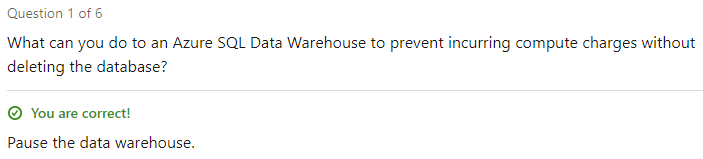 Question 1 of 6
What can you do to an Azure SQL Data Warehouse to prevent incurring compute charges without
deleting the database?
You are correct!
Pause the data warehouse.